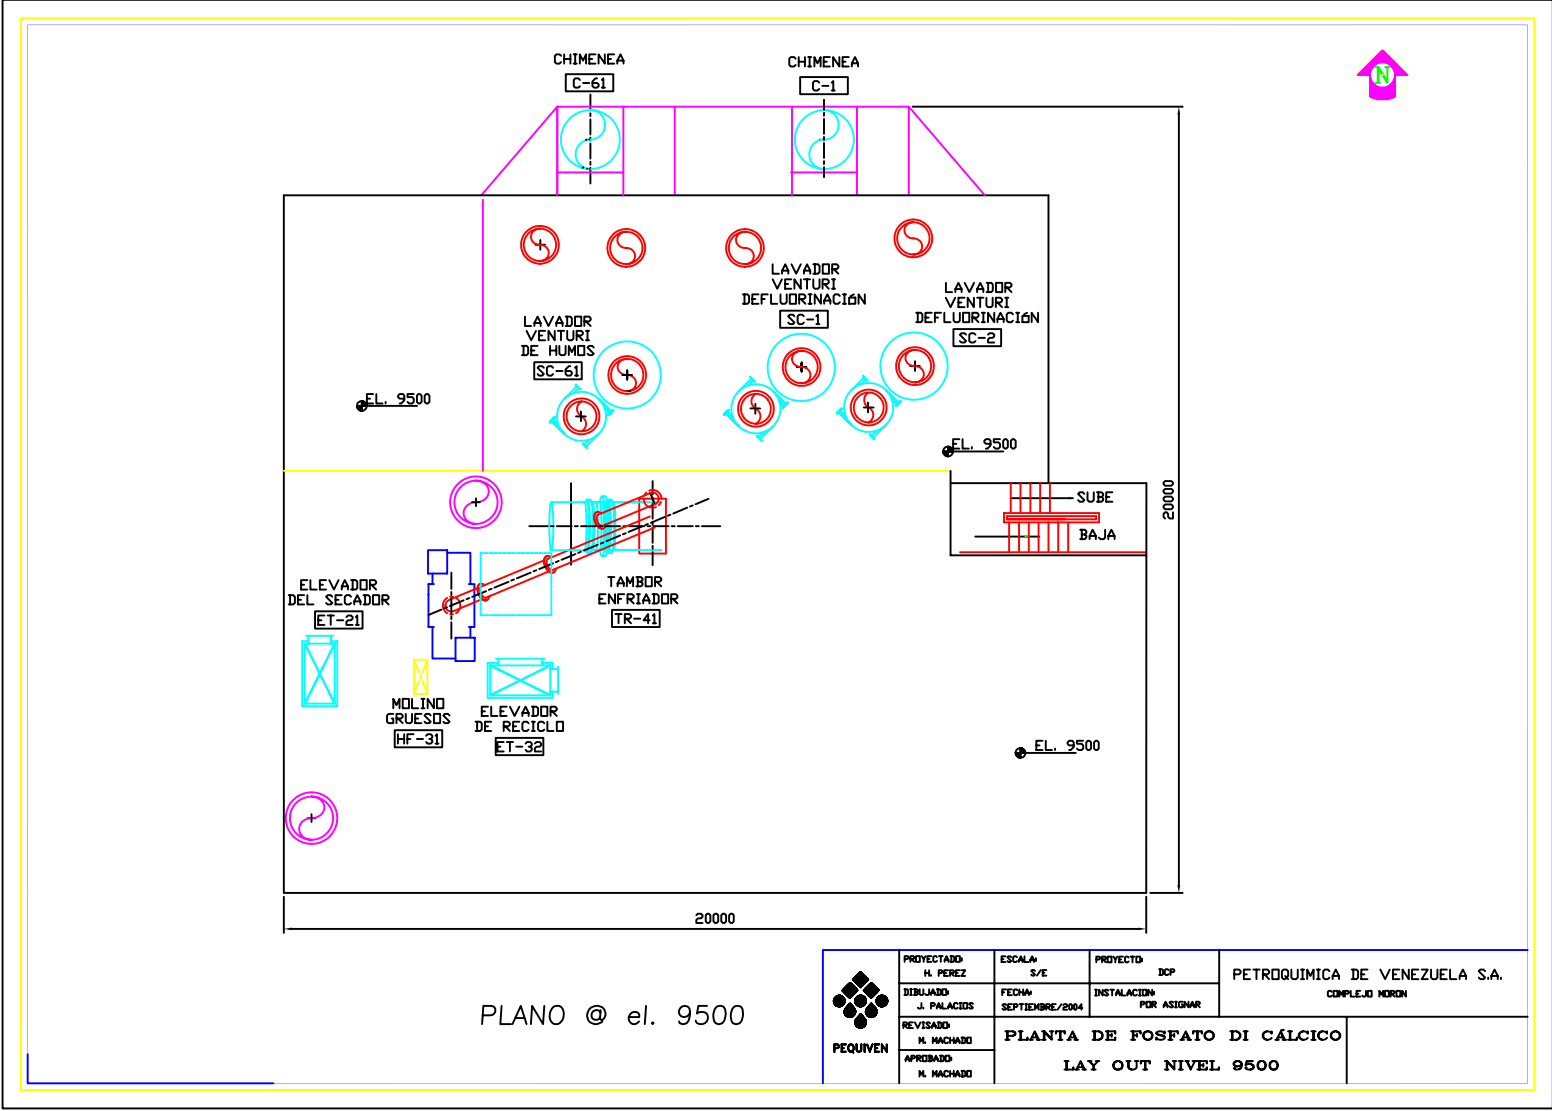 CHIMENEA
C-61
CHIMENEA
C-1
N
LAVADOR
VENTURI
DEFLUORINACIóN
SC-1
LAVADOR
VENTURI
DEFLUORINACIóN
SC-2
LAVADOR
VENTURI
DE HUMOS
SC-61
EL. 9500
EL. 9500
SUBE
BAJA
20000
TAMBOR
ENFRIADOR
TR-41
ELEVADOR
DEL SECADOR
ET-21
MOLINO
GRUESOS
HF-31
ELEVADOR
DE RECICLO
ET-32
EL. 9500
20000
PLANO @ el. 9500
PEQUIVEN
PROYECTADO:
H. PEREZ
ESCALA:
S/E
PROYECTO:
DCP
PETROQUIMICA DE VENEZUELA S.A.
COMPLEJO MORON
DIBUJADO:
J. PALACIOS
FECHA:
SEPTIEMBRE/2004
INSTALACION:
POR ASIGNAR
REVISADO:
M. MACHADO
APROBADO:
M. MACHADO
PLANTA DE FOSFATO DI CÁLCICO
LAY OUT NIVEL 9500